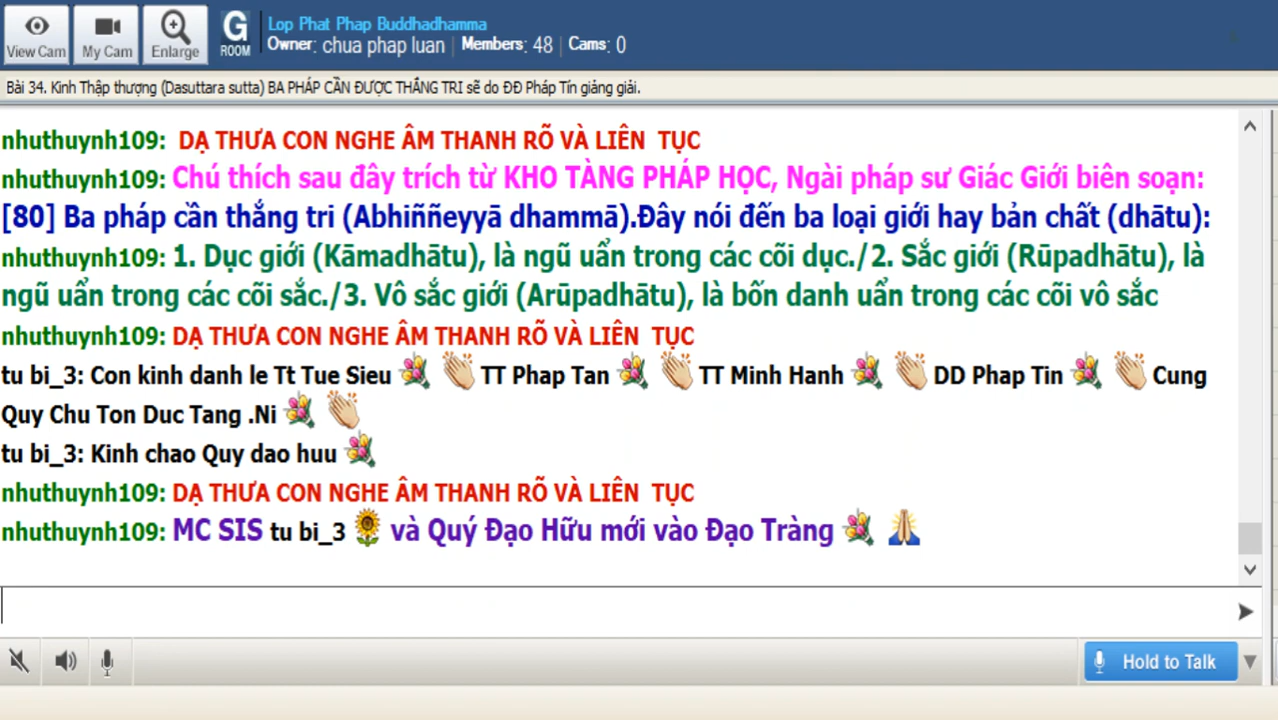 View Cam
My Cam
Enlarge
G
ROOM
Lop Phat Phap Buddhadhamma
Owner: chua phap luan | Members: 48 | Cams: 0
Bài 34. Kinh Thập thượng (Dasuttara sutta) BA PHÁP CẦN ĐƯỢC THẮNG TRI sẽ do ĐĐ Pháp Tín giảng giải.
nhuthuynh109: DẠ THƯA CON NGHE ÂM THANH RÕ VÀ LIÊN TỤC
nhuthuynh109: Chú thích sau đây trích từ KHO TÀNG PHÁP HỌC, Ngài pháp sư Giác Giới biên soạn:
[80] Ba pháp cần thắng tri (Abhiññeyyā dhammā).Đây nói đến ba loại giới hay bản chất (dhātu):
nhuthuynh109: 1. Dục giới (Kāmadhātu), là ngũ uẩn trong các cõi dục./2. Sắc giới (Rūpadhātu), là
ngũ uẩn trong các cõi sắc./3. Vô sắc giới (Arūpadhātu), là bốn danh uẩn trong các cõi vô sắc
nhuthuynh109: DẠ THƯA CON NGHE ÂM THANH RÕ VÀ LIÊN TỤC
tu bi_3: Con kinh danh le Tt Tue Sieu TT Phap Tan TT Minh Hanh DD Phap Tin Cung
Quy Chu Ton Duc Tang .Ni
tu bi_3: Kinh chao Quy dao huu
nhuthuynh109: DẠ THƯA CON NGHE ÂM THANH RÕ VÀ LIÊN TỤC
nhuthuynh109: MC SIS tu bi_3 và Quý Đạo Hữu mới vào Đạo Tràng
Hold to Talk